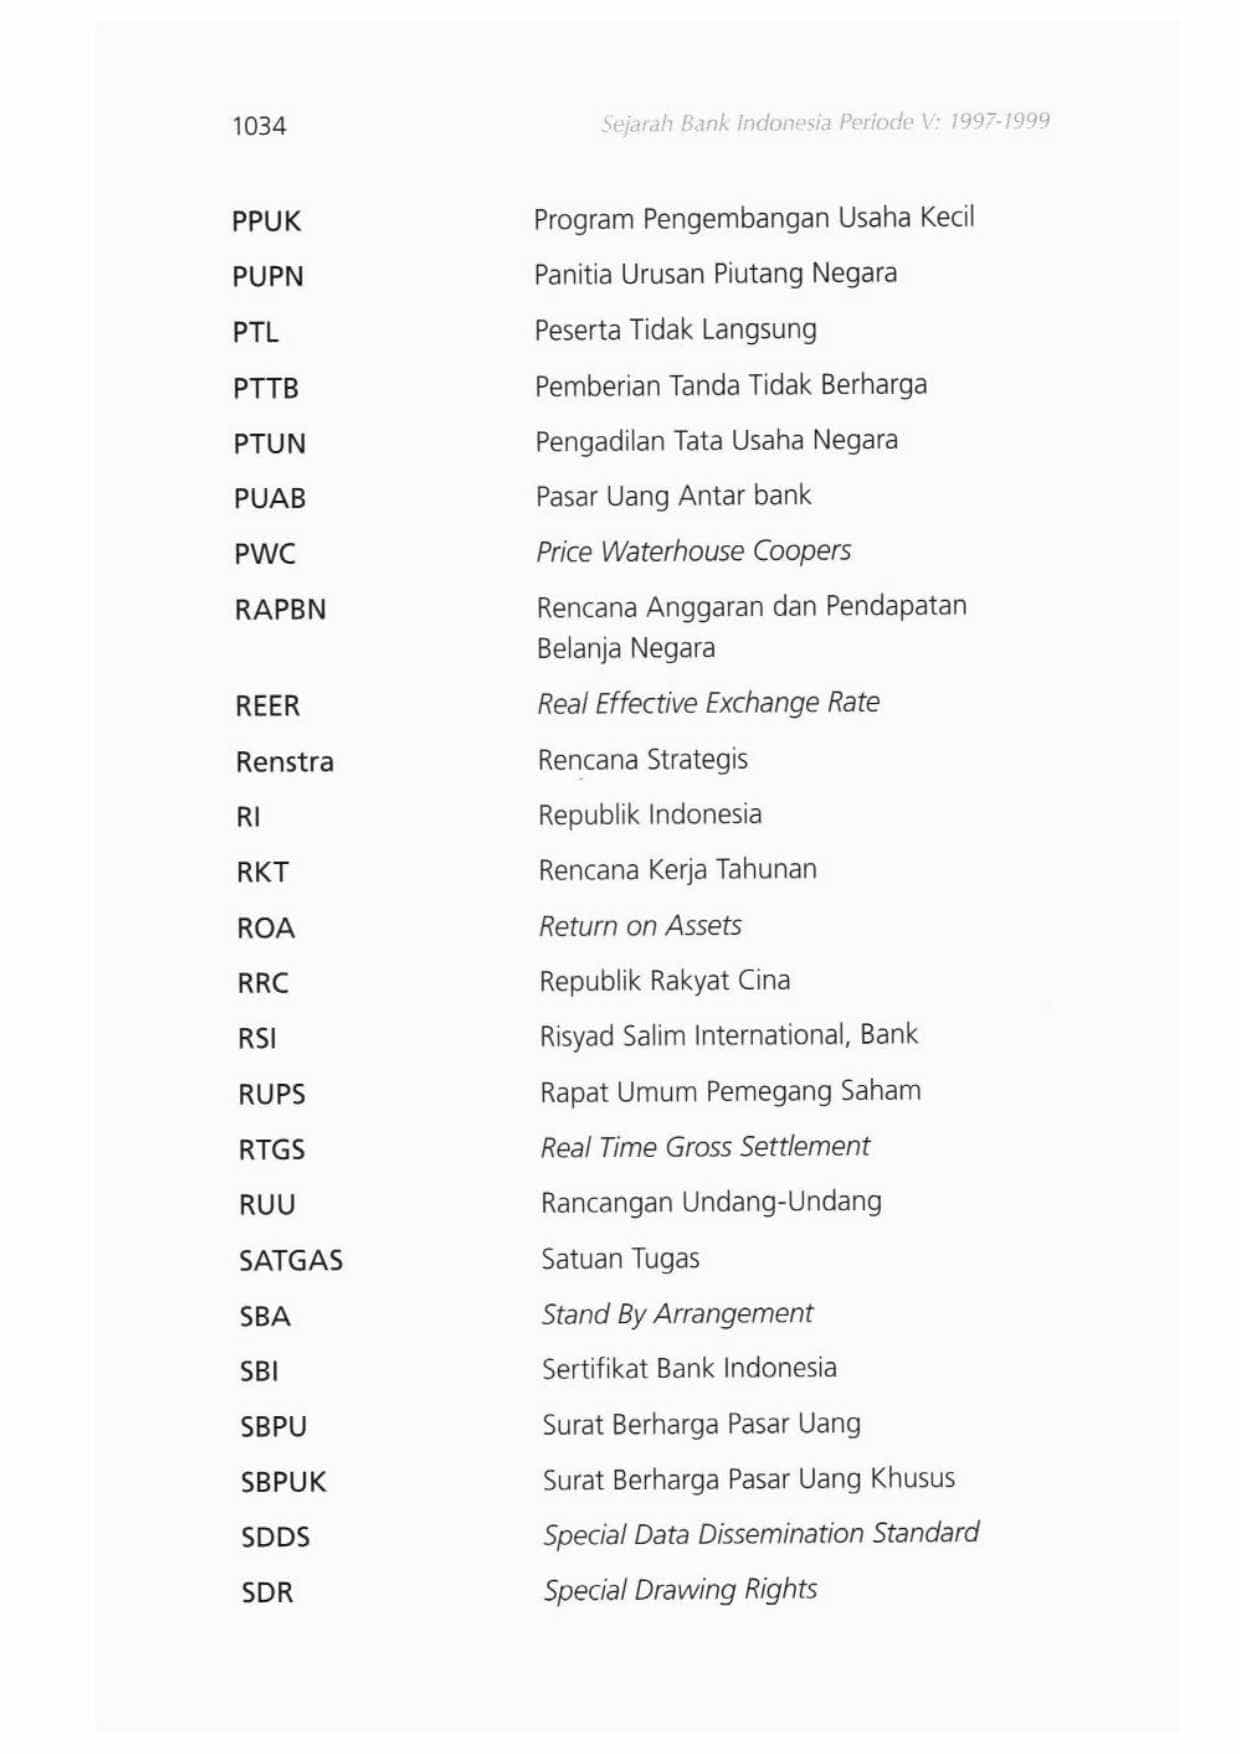 1034 Sejarah Bank Indonesia Periode V: 1997-1999
PPUK Program Pengembangan Usaha Kecil
PUPN Panitia Urusan Piutang Negara
PTL Peserta Tidak Langsung
PTTB Pemberian Tanda Tidak Berharga
PTUN Pengadilan Tata Usaha Negara
PUAB Pasar Uang Antar bank
PWC Price Waterhouse Coopers
RAPBN Rencana Anggaran dan Pendapatan
Belanja Negara
REER Real Effective Exchange Rate
Renstra Rencana Strategis
RI Republik Indonesia
RKT Rencana Kerja Tahunan
ROA Return on Assets
RRC Republik Rakyat Cina
RSI Risyad Salim International, Bank
RUPS Rapat Umum Pemegang Saham
RTGS Real Time Gross Settlement
RUU Rancangan Undang-Undang
SATGAS Satuan Tugas
SBA Stand By Arrangement
SBI Sertifikat Bank Indonesia
SBPU Surat Berharga Pasar Uang
SBPUK Surat Berharga Pasar Uang Khusus
SDDS Special Data Dissemination Standard
SDR Special Drawing Rights